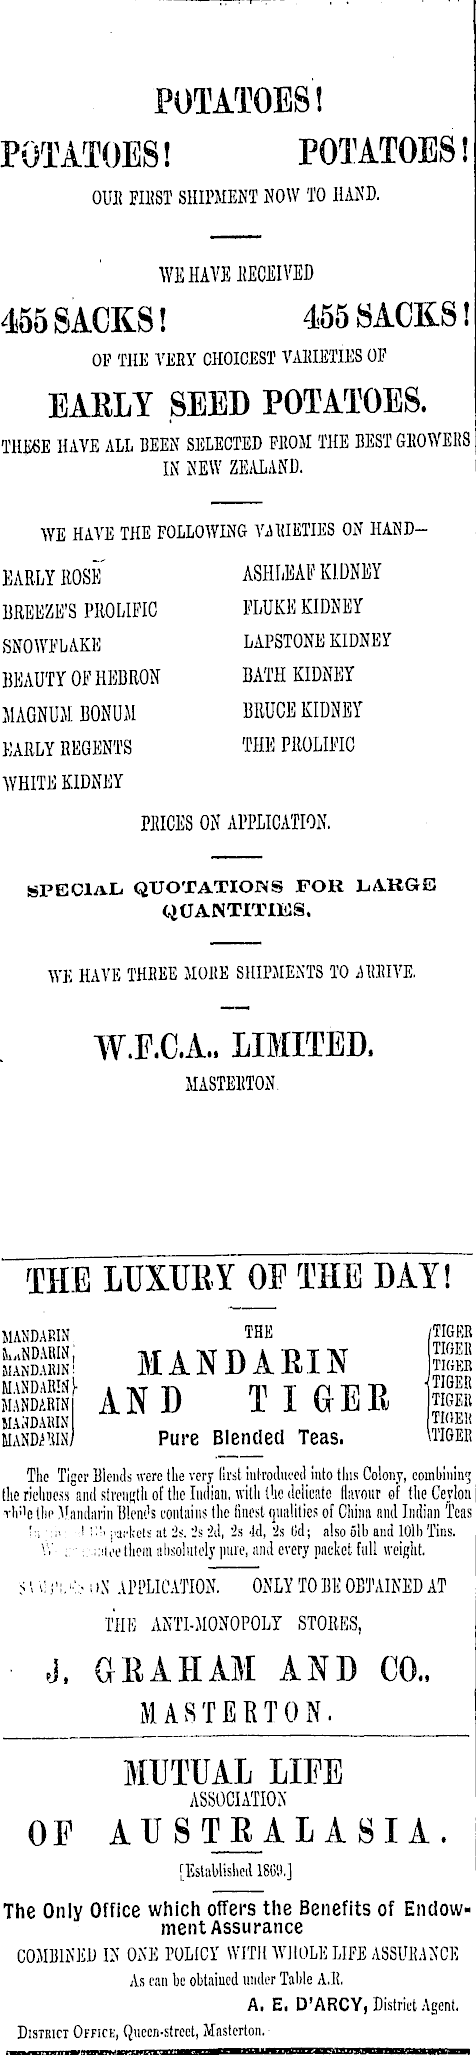 POTATOES!
POTATOES! POTATOES!
OUR FIRST SHIPMENT NOW TO HAND.
WE HAVE RECEIVED
455 SACKS! 455 SACKS!
OF THE VERY CHOICEST VARIETIES OF
EARLY SEED POTATOES.
THESE HAVE ALL BEEN SELECTED FROM THE BEST GROWERS
IN NEW ZEALAND.
WE HAVE THE FOLLOWING VARIETIES ON HAND—
EARLY ROSE
BREEZE'S PROLIFIC
SNOWFLAKE
BEAUTY OF HEBRON
MAGNUM BONUM
EARLY REGENTS
WHITE KIDNEY
ASHLEAF KIDNEY
FLUKE KIDNEY
LAPSTONE KIDNEY
BATH KIDNEY
BRUCE KIDNEY
THE PROLIFIC
PRICES ON APPLICATION.
SPECIAL QUOTATIONS FOR LARGE
QUANTITIES.
WE HAVE THREE MORE SHIPMENTS TO ARRIVE.
W.F.C.A., LIMITED,
MASTERTON
THE LUXURY OF THE DAY!
MANDARIN
MANDARIN
MANDARIN
MANDARIN
MANDARIN
MANDARIN
MANDARIN
THE
MANDARIN
AND TIGER
Pure Blended Teas.
TIGER
TIGER
TIGER
TIGER
TIGER
TIGER
TIGER
The Tiger Blends were the very first introduced into this Colony, combining
the richness and strength of the Indian, with the delicate flavour of the Ceylon
while the Mandarin Blends contains the finest qualities of China and Indian Teas
packets at 2s, 2s 2d, 2s 4d, 2s 6d; also 5lb and 10lb Tins.
them absolutely pure, and every packet full weight.
SAMPLES ON APPLICATION. ONLY TO BE OBTAINED AT
THE ANTI-MONOPOLY STORES,
J. GRAHAM AND CO.,
MASTERTON.
MUTUAL LIFE
ASSOCIATION
OF AUSTRALASIA.
[Established 1869.]
The Only Office which offers the Benefits of Endow-
ment Assurance
COMBINED IN ONE POLICY WITH WHOLE LIFE ASSURANCE
As can be obtained under Table A.R.
A. E. D'ARCY, District Agent.
DISTRICT OFFICE, Queen-street, Masterton.